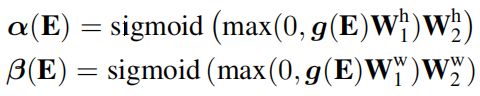 α(E) = sigmoid (max(0, g(E)W₁ʰ)W₂ʰ)
β(E) = sigmoid (max(0, g(E)W₁ʷ)W₂ʷ)